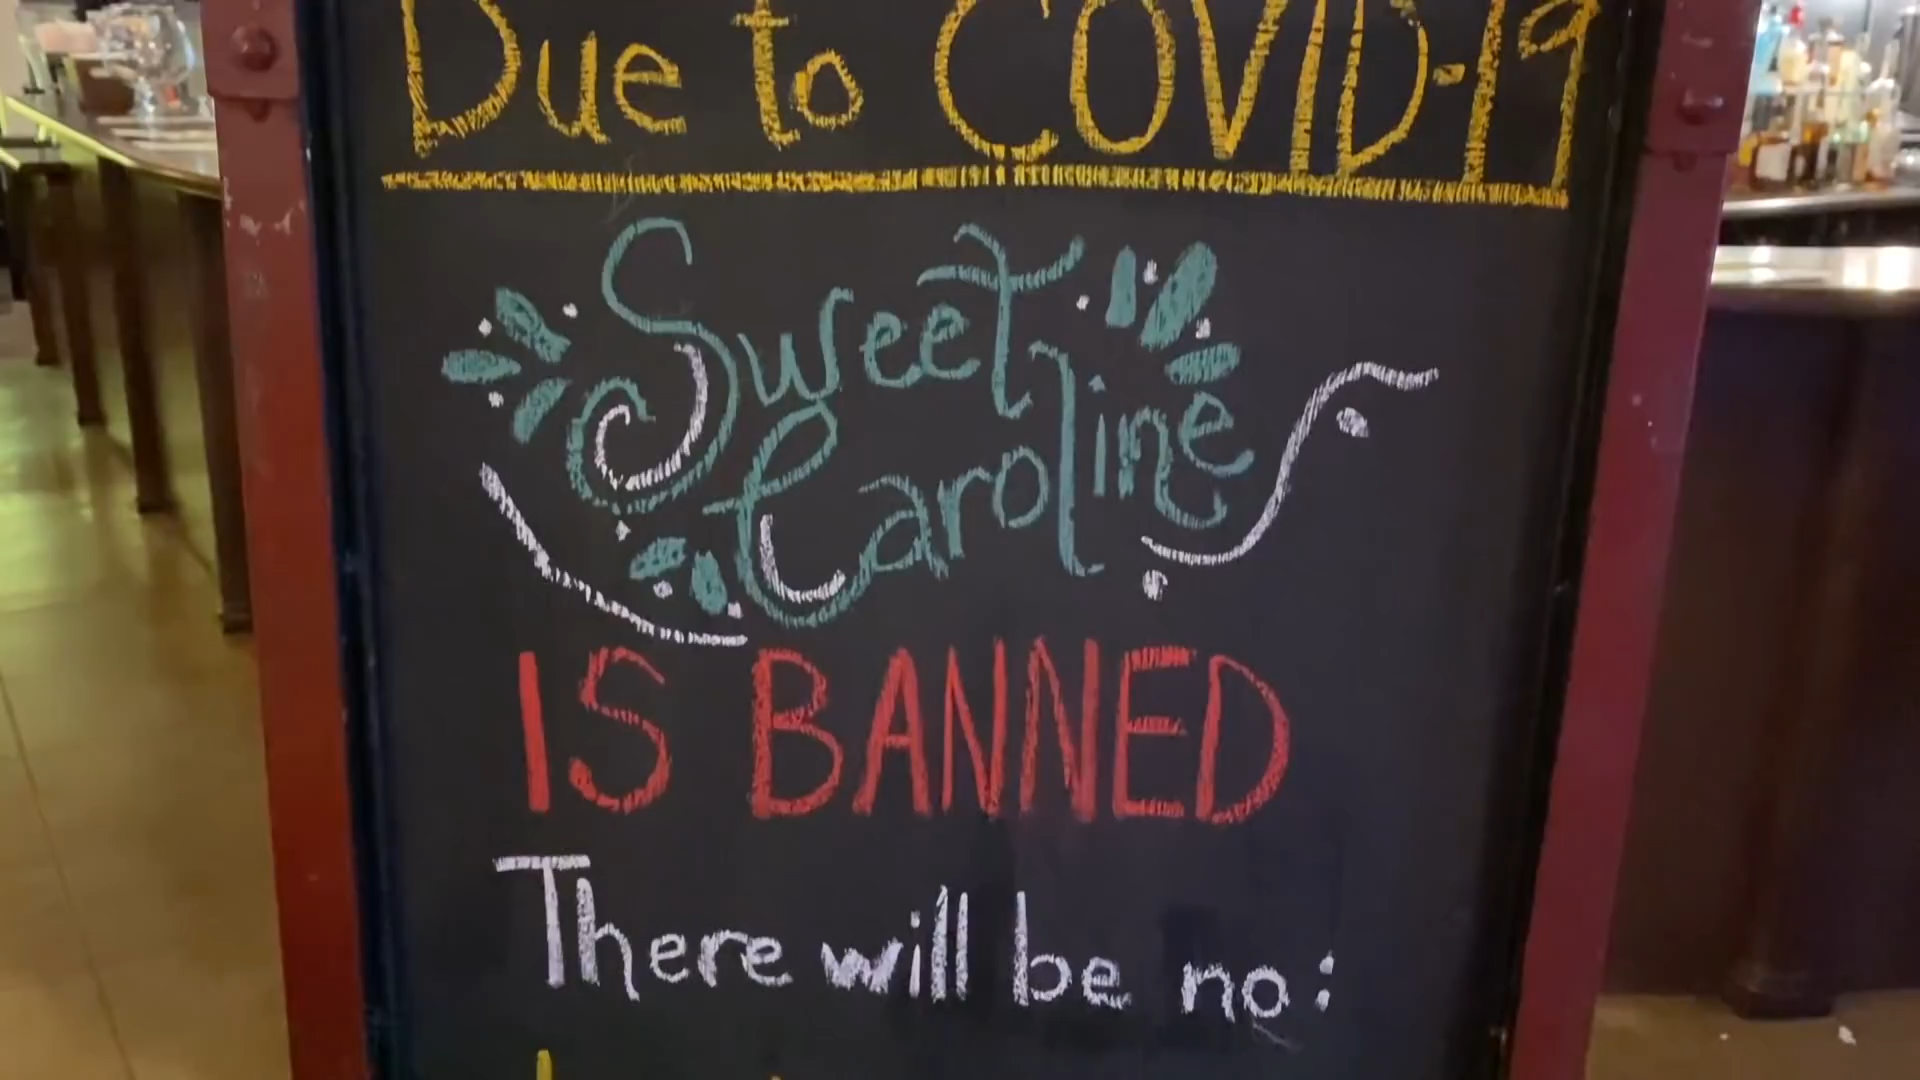 Due to COVID-19
Sweet
Caroline
IS BANNED
There will be no: